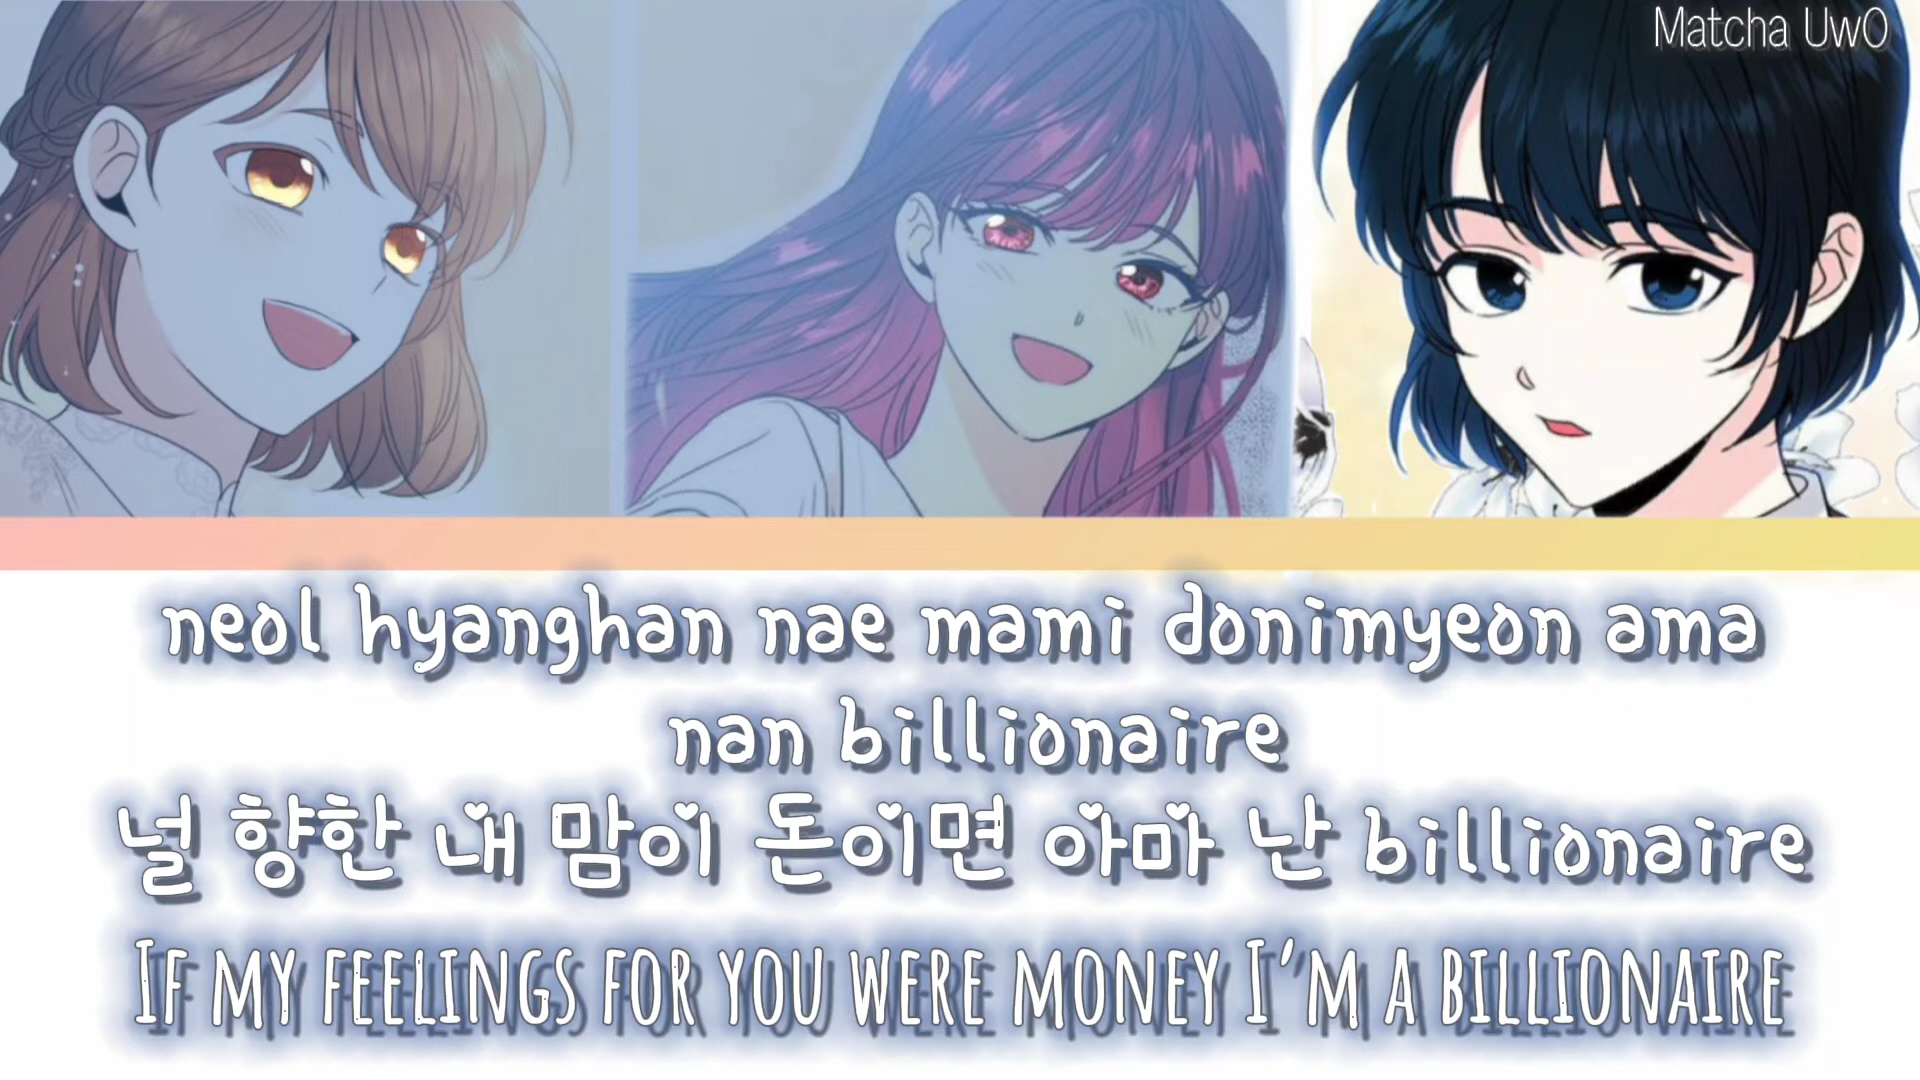 Matcha UwO
neol hyanghan nae mami donimyeon ama
nan billionaire
널 향한 내 맘이 돈이면 아마 난 billionaire
If my feelings for you were money I'm a billionaire